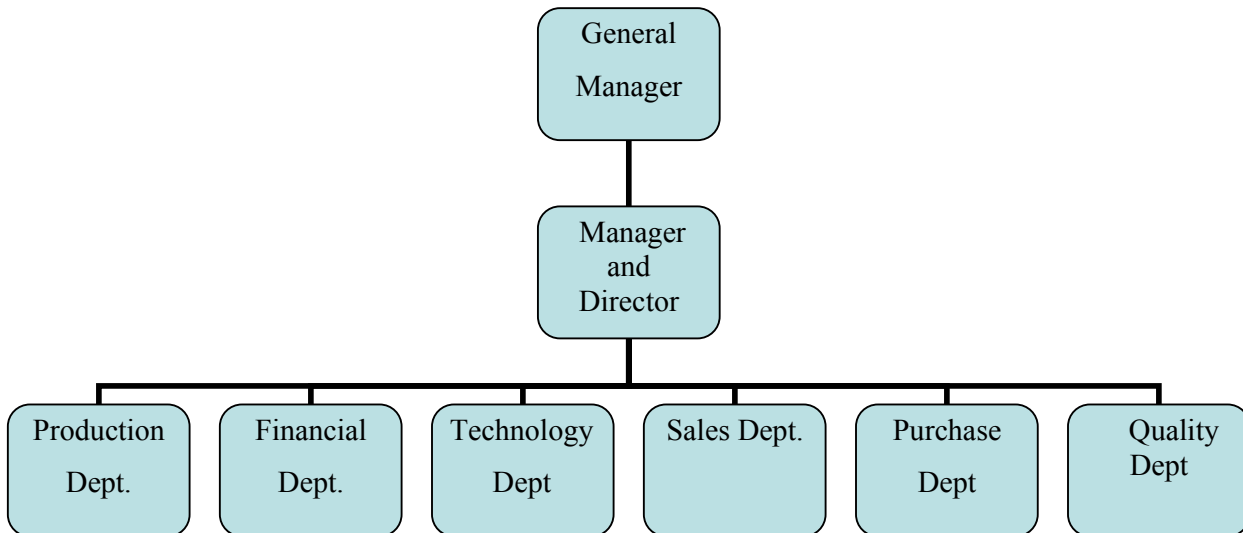 General
Manager
Manager
and
Director
Production
Dept.
Financial
Dept.
Technology
Dept
Sales Dept.
Purchase
Dept
Quality
Dept